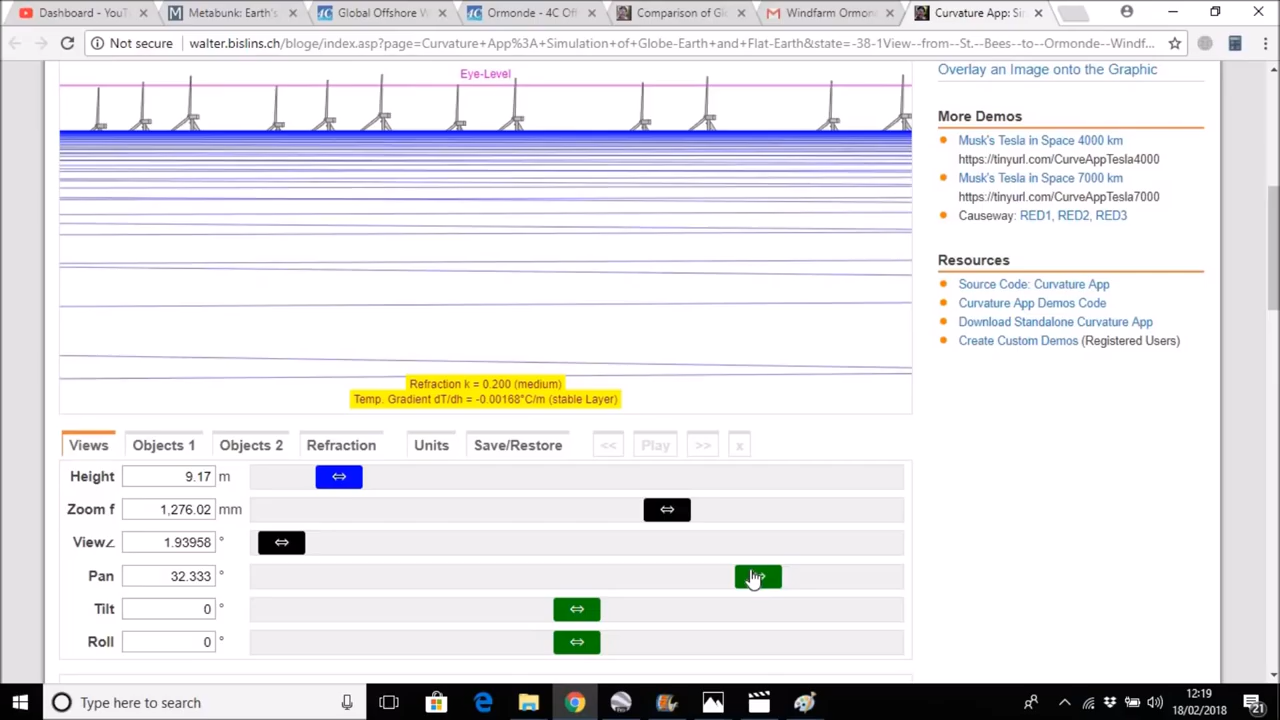 Dashboard - YouTu
Metabunk: Earth's
Global Offshore W
Ormonde - 4C Off
Comparison of Glo
Windfarm Ormon
Curvature App: Si
Not secure
walter.bislins.ch/bloge/index.asp?page=Curvature+App%3A+Simulation+of+Globe-Earth+and+Flat-Earth&state=-38-1View--from--St.--Bees--to--Ormonde--Windf...
Eye-Level
Refraction k = 0.200 (medium)
Temp. Gradient dT/dh = -0.00168°C/m (stable Layer)
Overlay an Image onto the Graphic
More Demos
Musk's Tesla in Space 4000 km
https://tinyurl.com/CurveAppTesla4000
Musk's Tesla in Space 7000 km
https://tinyurl.com/CurveAppTesla7000
Causeway: RED1, RED2, RED3
Resources
Source Code: Curvature App
Curvature App Demos Code
Download Standalone Curvature App
Create Custom Demos (Registered Users)
Views Objects 1 Objects 2 Refraction Units Save/Restore << Play >> x
Height 9.17 m
Zoom f 1,276.02 mm
View∠ 1.93958 °
Pan 32.333 °
Tilt 0 °
Roll 0 °
Type here to search
12:19
18/02/2018
21